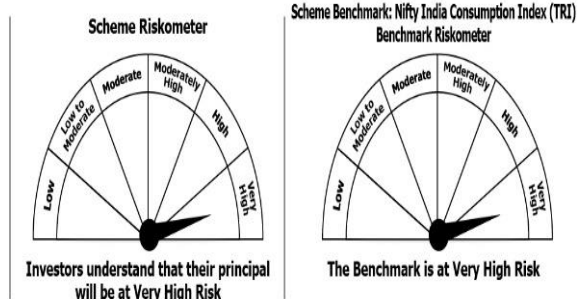 Scheme Riskometer
Low
Low to
Moderate
Moderate
Moderately
High
High
Very
High
Investors understand that their principal
will be at Very High Risk
Scheme Benchmark: Nifty India Consumption Index (TRI)
Benchmark Riskometer
Low
Low to
Moderate
Moderate
Moderately
High
High
Very
High
The Benchmark is at Very High Risk